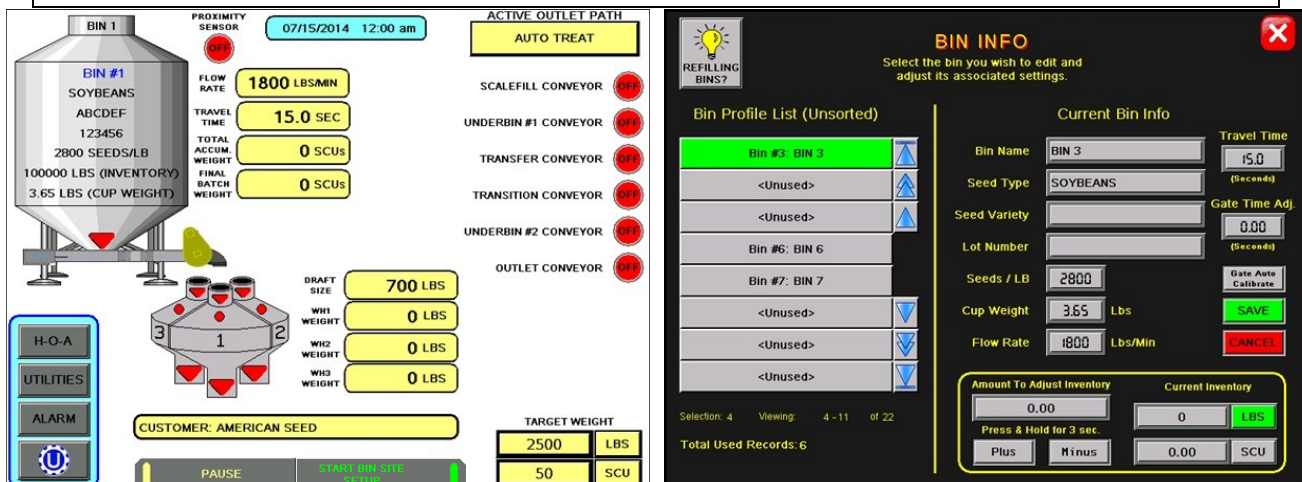 BIN 1
PROXIMITY
SENSOR
OFF
07/15/2014 12:00 am
ACTIVE OUTLET PATH
AUTO TREAT
BIN #1
SOYBEANS
ABCDEF
123456
2800 SEEDS/LB
100000 LBS (INVENTORY)
3.65 LBS (CUP WEIGHT)
FLOW
RATE
1800 LBS/MIN
TRAVEL
TIME
15.0 SEC
TOTAL
ACCUM.
WEIGHT
0 SCUs
FINAL
BATCH
WEIGHT
0 SCUs
SCALEFILL CONVEYOR OFF
UNDERBIN #1 CONVEYOR OFF
TRANSFER CONVEYOR OFF
TRANSITION CONVEYOR OFF
UNDERBIN #2 CONVEYOR OFF
OUTLET CONVEYOR OFF
3 1 2
DRAFT
SIZE
700 LBS
WH1
WEIGHT
0 LBS
WH2
WEIGHT
0 LBS
WH3
WEIGHT
0 LBS
H-O-A
UTILITIES
ALARM
U
CUSTOMER: AMERICAN SEED
PAUSE
START BIN SITE
SETUP
TARGET WEIGHT
2500 LBS
50 SCU
REFILLING
BINS?
BIN INFO
Select the bin you wish to edit and
adjust its associated settings.
X
Bin Profile List (Unsorted)
Bin #3: BIN 3
<Unused>
<Unused>
Bin #6: BIN 6
Bin #7: BIN 7
<Unused>
<Unused>
<Unused>
Selection: 4 Viewing: 4 - 11 of 22
Total Used Records: 6
Current Bin Info
Bin Name BIN 3
Seed Type SOYBEANS
Seed Variety
Lot Number
Seeds / LB 2800
Cup Weight 3.65 Lbs
Flow Rate 1800 Lbs/Min
Travel Time
15.0
(Seconds)
Gate Time Adj.
0.00
(Seconds)
Gate Auto
Calibrate
SAVE
CANCEL
Amount To Adjust Inventory
0.00
Press & Hold for 3 sec.
Plus Minus
Current Inventory
0 LBS
0.00 SCU